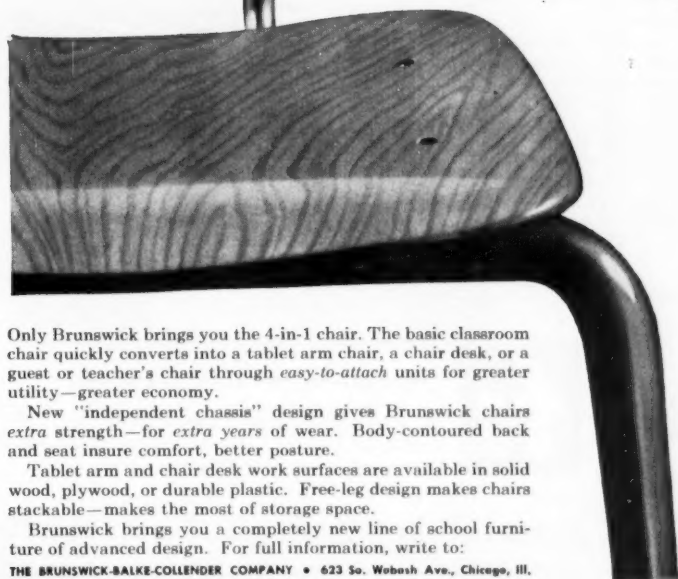 Only Brunswick brings you the 4-in-1 chair. The basic classroom
chair quickly converts into a tablet arm chair, a chair desk, or a
guest or teacher's chair through easy-to-attach units for greater
utility—greater economy.
New "independent chassis" design gives Brunswick chairs
extra strength—for extra years of wear. Body-contoured back
and seat insure comfort, better posture.
Tablet arm and chair desk work surfaces are available in solid
wood, plywood, or durable plastic. Free-leg design makes chairs
stackable—makes the most of storage space.
Brunswick brings you a completely new line of school furni-
ture of advanced design. For full information, write to:
THE BRUNSWICK-BALKE-COLLENDER COMPANY • 623 So. Wabash Ave., Chicago, Ill.